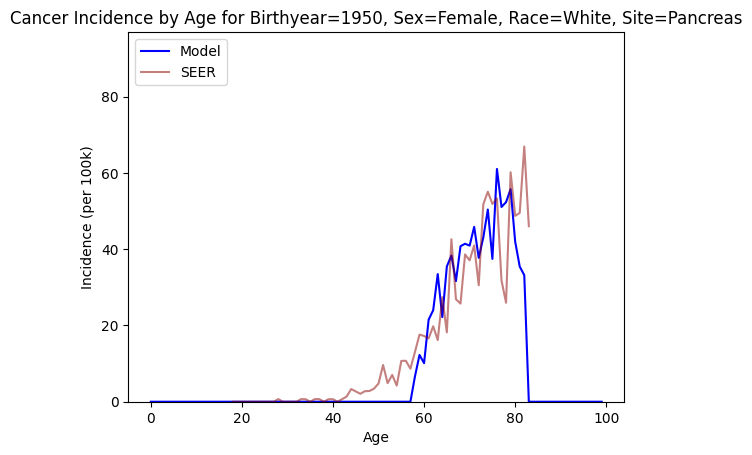 Cancer Incidence by Age for Birthyear=1950, Sex=Female, Race=White, Site=Pancreas
Model
SEER
80
60
40
20
0
Incidence (per 100k)
0 20 40 60 80 100
Age